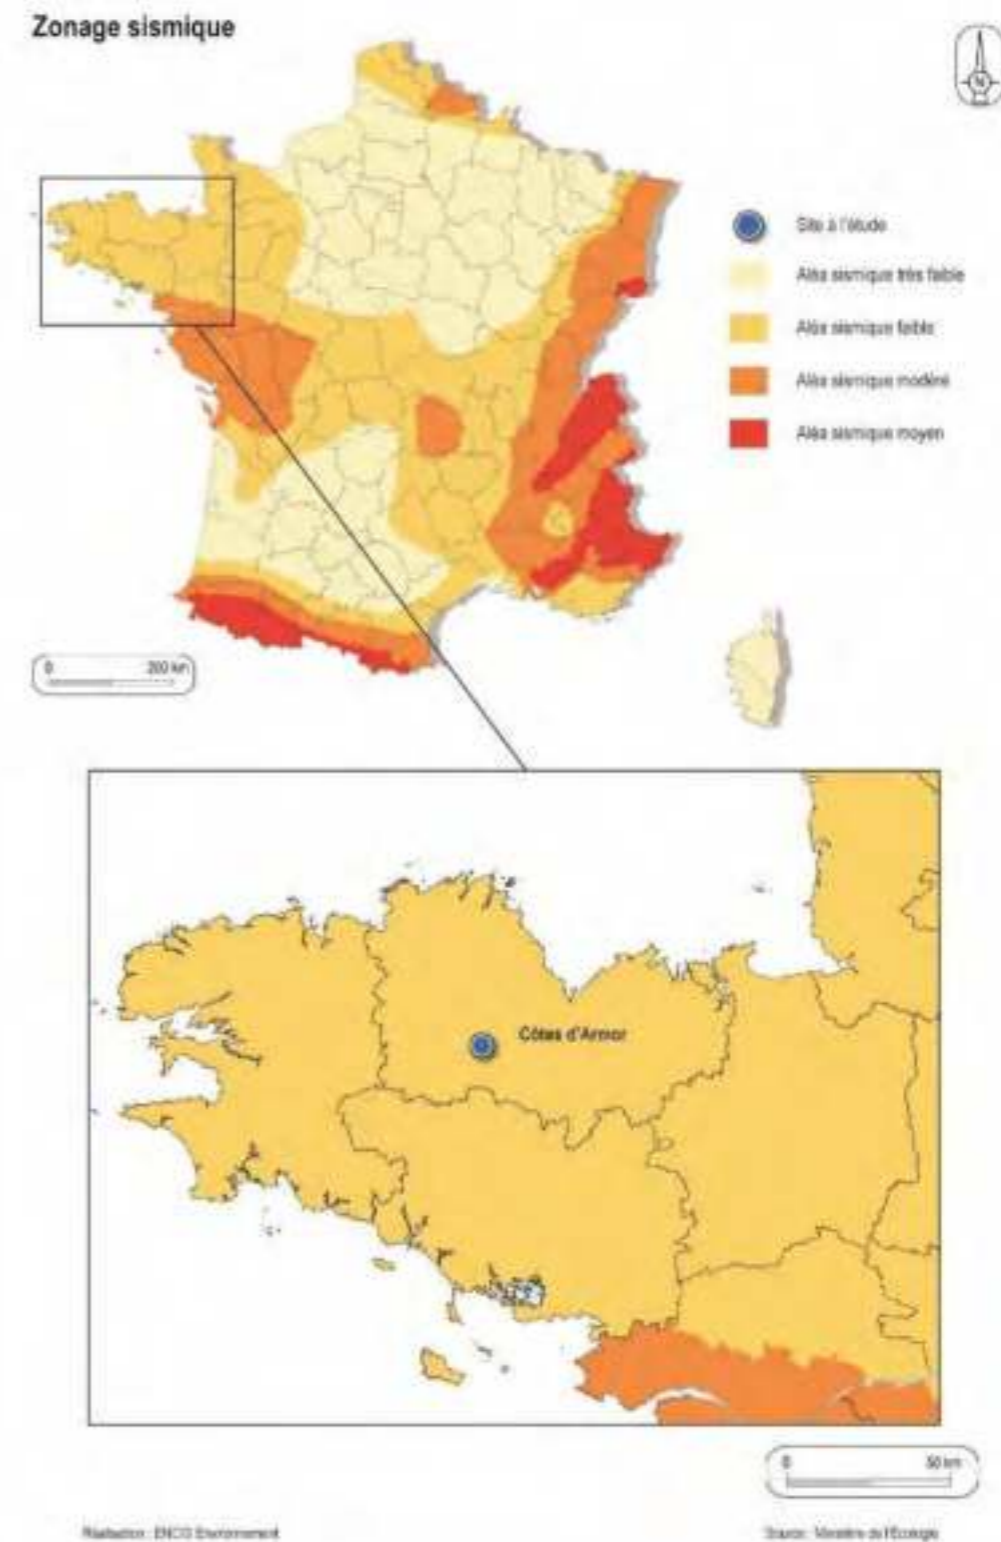 Zonage sismique
N
Site à l'étude
Aléa sismique très faible
Aléa sismique faible
Aléa sismique modéré
Aléa sismique moyen
0 200 km
Côtes d'Armor
0 50 km
Réalisation : ENCIS Environnement
Source : Ministère de l'Ecologie